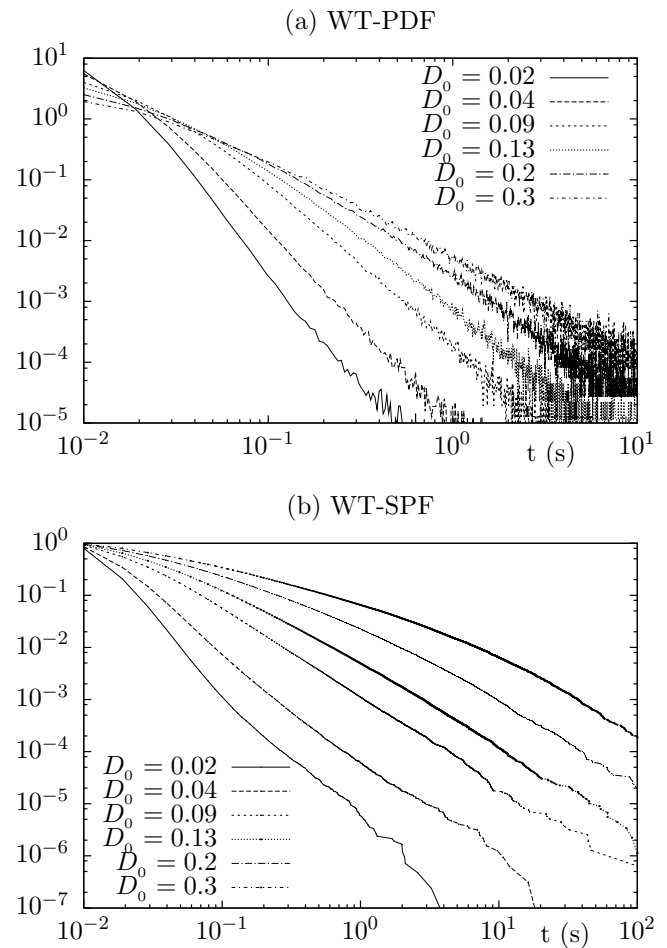 (a) WT-PDF
10^1
10^0
10^-1
10^-2
10^-3
10^-4
10^-5
D_0 = 0.02
D_0 = 0.04
D_0 = 0.09
D_0 = 0.13
D_0 = 0.2
D_0 = 0.3
10^-2 10^-1 10^0 t (s) 10^1
(b) WT-SPF
10^0
10^-1
10^-2
10^-3
10^-4
10^-5
10^-6
10^-7
D_0 = 0.02
D_0 = 0.04
D_0 = 0.09
D_0 = 0.13
D_0 = 0.2
D_0 = 0.3
10^-2 10^-1 10^0 10^1 t (s) 10^2